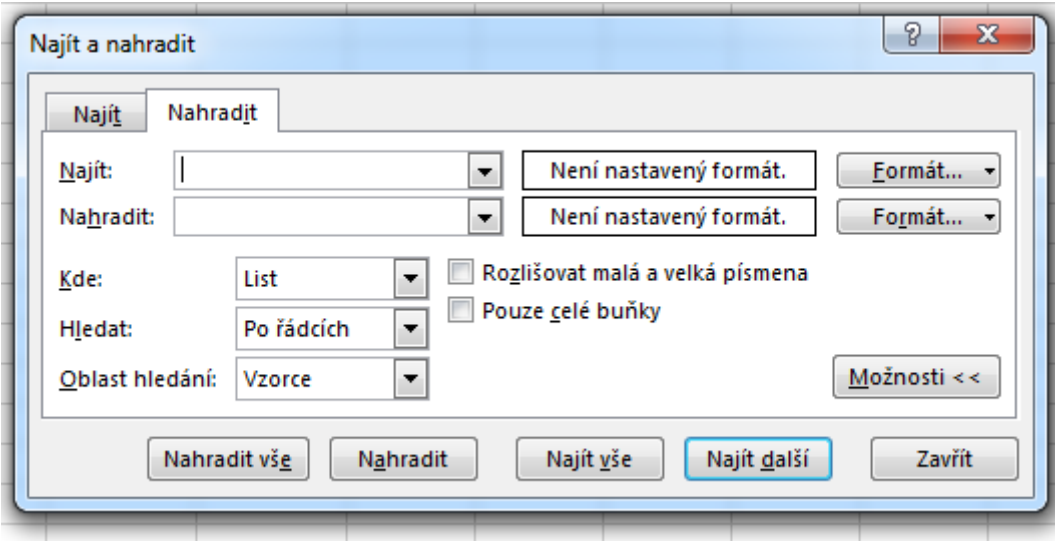 Najít a nahradit
Najít Nahradit
Najít: Není nastavený formát. Formát...
Nahradit: Není nastavený formát. Formát...
Kde: List Rozlišovat malá a velká písmena
Hledat: Po řádcích Pouze celé buňky
Oblast hledání: Vzorce Možnosti <<
Nahradit vše Nahradit Najít vše Najít další Zavřít